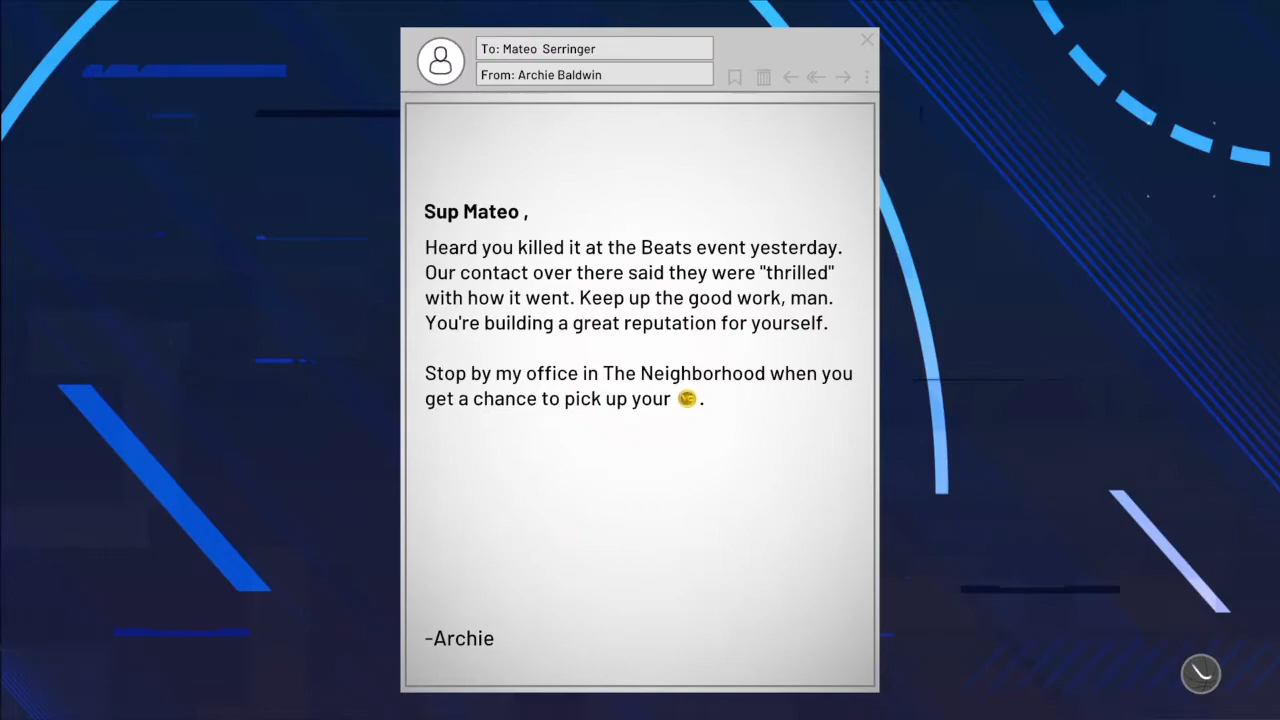 To: Mateo  Serringer
From: Archie Baldwin
Sup Mateo ,
Heard you killed it at the Beats event yesterday.
Our contact over there said they were "thrilled"
with how it went. Keep up the good work, man.
You're building a great reputation for yourself.
Stop by my office in The Neighborhood when you
get a chance to pick up your VC .
-Archie